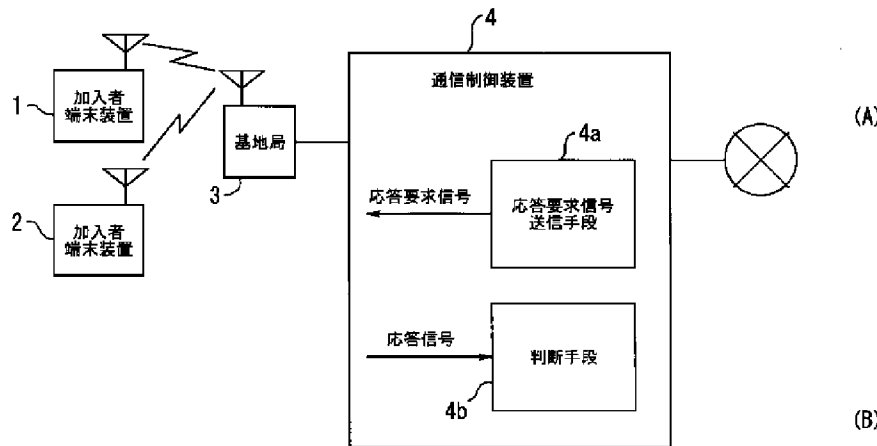 4
通信制御装置
1
加入者
端末装置
(A)
基地局
3
4a
応答要求信号
応答要求信号
送信手段
2
加入者
端末装置
応答信号
判断手段
4b
(B)